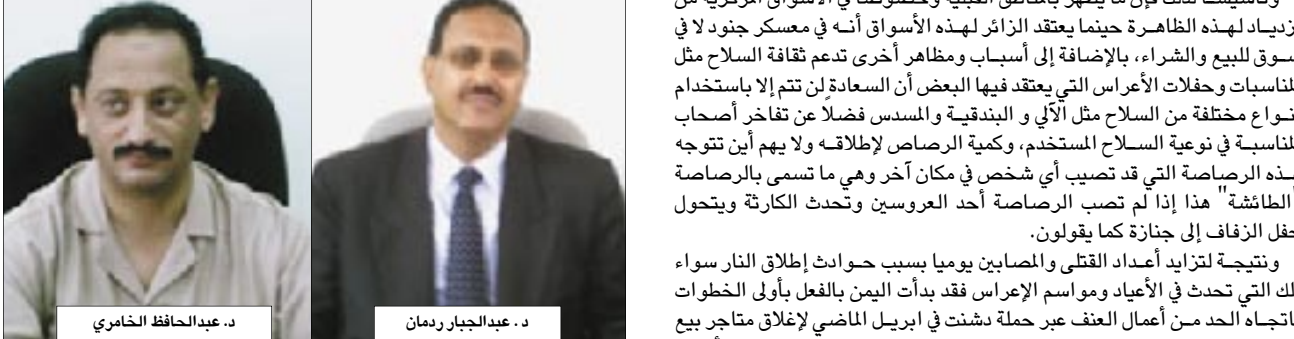 زديـاد لهـذه الظاهـرة حينما يعتقد الزائر لهـذه الأسواق أنـه في معسكر جنود لا في
سـوق للبيع والشراء، بالإضافة إلى أسبـاب ومظاهر أخرى تدعم ثقافة السلاح مثل
لمناسبات وحفلات الأعراس التي يعتقد فيها البعض أن السعادة لن تتم إلا باستخدام
نـواع مختلفة من السلاح مثل الآلي و البندقيـة والمسدس فضلاً عن تفاخر أصحاب
لمناسبـة في نوعية السـلاح المستخدم، وكمية الرصاص لإطلاقـه ولا يهم أين تتوجه
هـذه الرصاصة التي قد تصيب أي شخص في مكان آخر وهي ما تسمى بالرصاصة
"الطائشة" هذا إذا لم تصب الرصاصة أحد العروسين وتحدث الكارثة ويتحول
حفل الزفاف إلى جنازة كما يقولون.
ونتيجـة لتزايد أعـداد القتلى والمصابين يوميا بسبب حـوادث إطلاق النار سواء
لك التي تحدث في الأعياد ومواسم الإعراس فقد بدأت اليمن بالفعل بأولى الخطوات
اتجـاه الحد مـن أعمال العنف عبر حملة دشنت في ابريـل الماضي لإغلاق متاجر بيع
د . عبدالجبار ردمان
د. عبدالحافظ الخامري